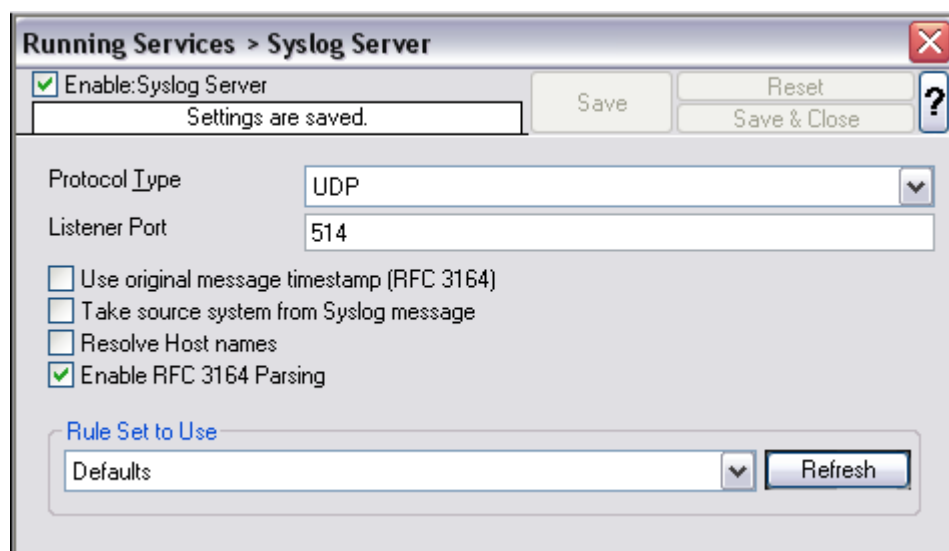 Running Services > Syslog Server
Enable:Syslog Server
Settings are saved.
Save
Reset
Save & Close
?
Protocol Type
UDP
Listener Port
514
Use original message timestamp (RFC 3164)
Take source system from Syslog message
Resolve Host names
Enable RFC 3164 Parsing
Rule Set to Use
Defaults
Refresh